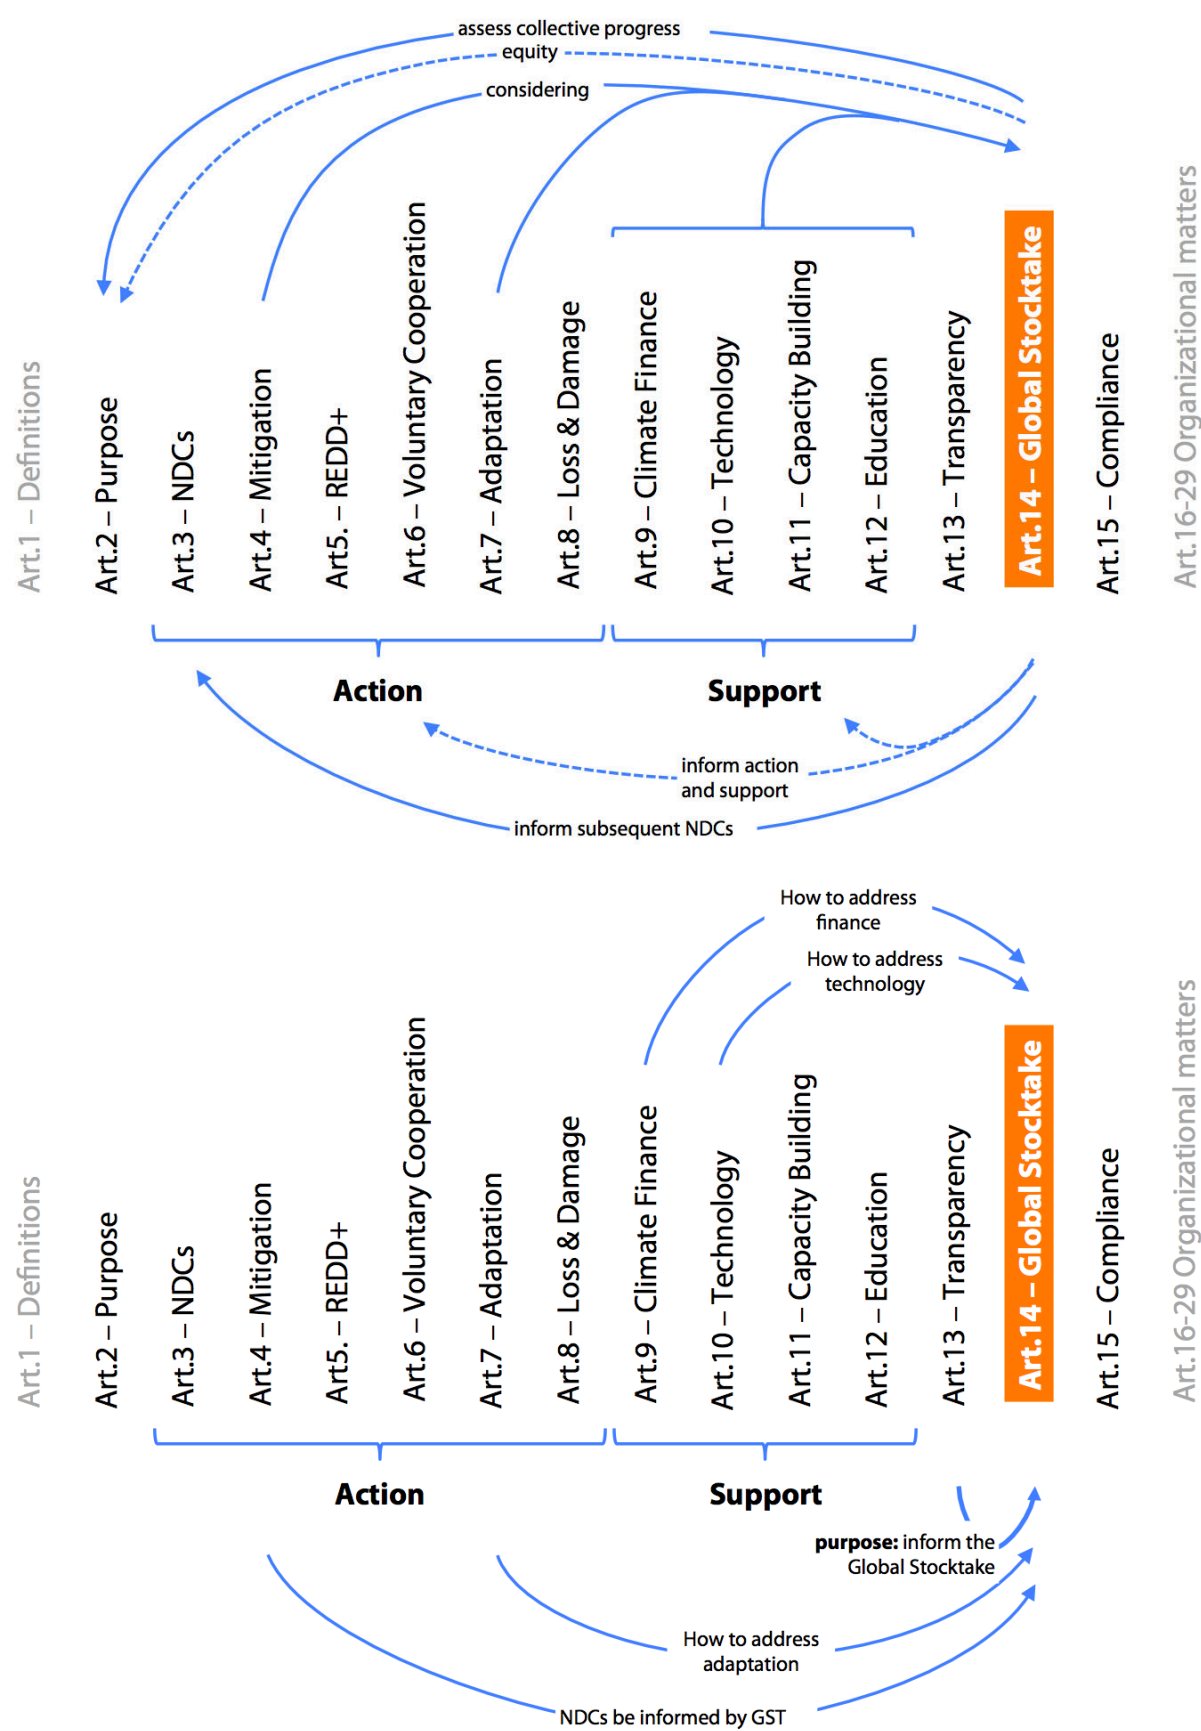 assess collective progress
equity
considering
Art.1 – Definitions
Art.2 – Purpose
Art.3 – NDCs
Art.4 – Mitigation
Art5. – REDD+
Art.6 – Voluntary Cooperation
Art.7 – Adaptation
Art.8 – Loss & Damage
Art.9 – Climate Finance
Art.10 – Technology
Art.11 – Capacity Building
Art.12 – Education
Art.13 – Transparency
Art.14 – Global Stocktake
Art.15 – Compliance
Art.16-29 Organizational matters
Action
Support
inform action
and support
inform subsequent NDCs
How to address
finance
How to address
technology
Art.1 – Definitions
Art.2 – Purpose
Art.3 – NDCs
Art.4 – Mitigation
Art5. – REDD+
Art.6 – Voluntary Cooperation
Art.7 – Adaptation
Art.8 – Loss & Damage
Art.9 – Climate Finance
Art.10 – Technology
Art.11 – Capacity Building
Art.12 – Education
Art.13 – Transparency
Art.14 – Global Stocktake
Art.15 – Compliance
Art.16-29 Organizational matters
Action
Support
purpose: inform the
Global Stocktake
How to address
adaptation
NDCs be informed by GST